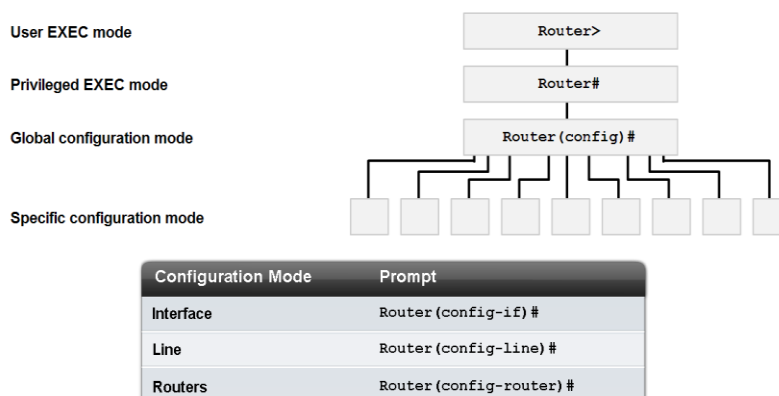 User EXEC mode
Router>
Privileged EXEC mode
Router#
Global configuration mode
Router(config)#
Specific configuration mode
Configuration Mode Prompt
Interface Router(config-if)#
Line Router(config-line)#
Routers Router(config-router)#